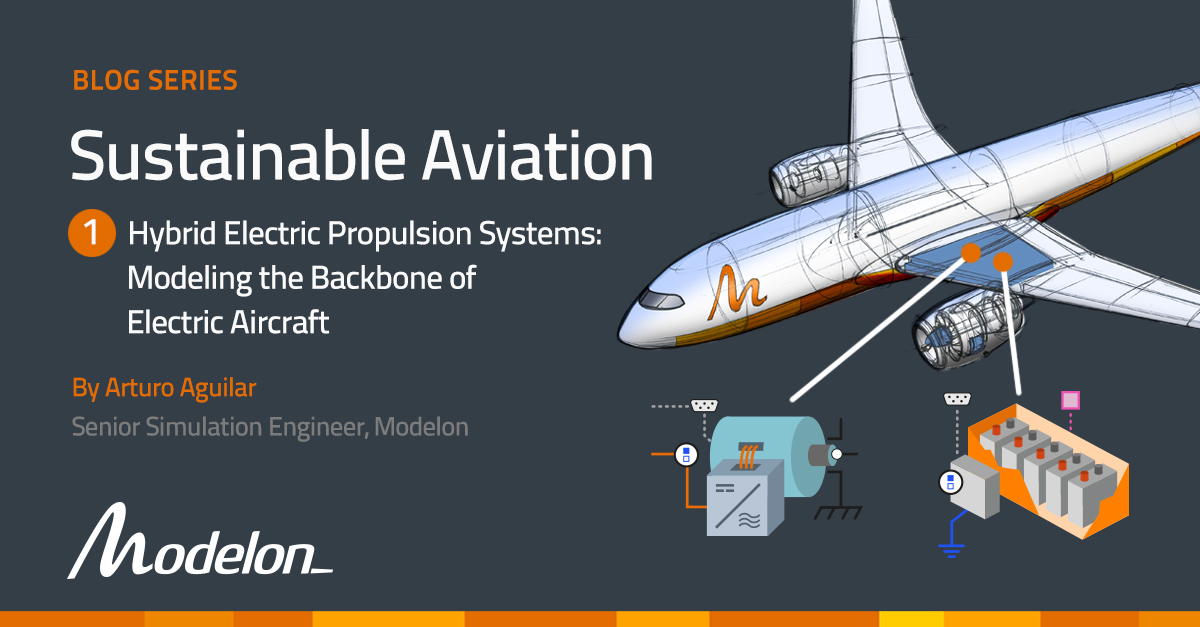 BLOG SERIES
Sustainable Aviation
1 Hybrid Electric Propulsion Systems:
Modeling the Backbone of
Electric Aircraft
By Arturo Aguilar
Senior Simulation Engineer, Modelon
Modelon